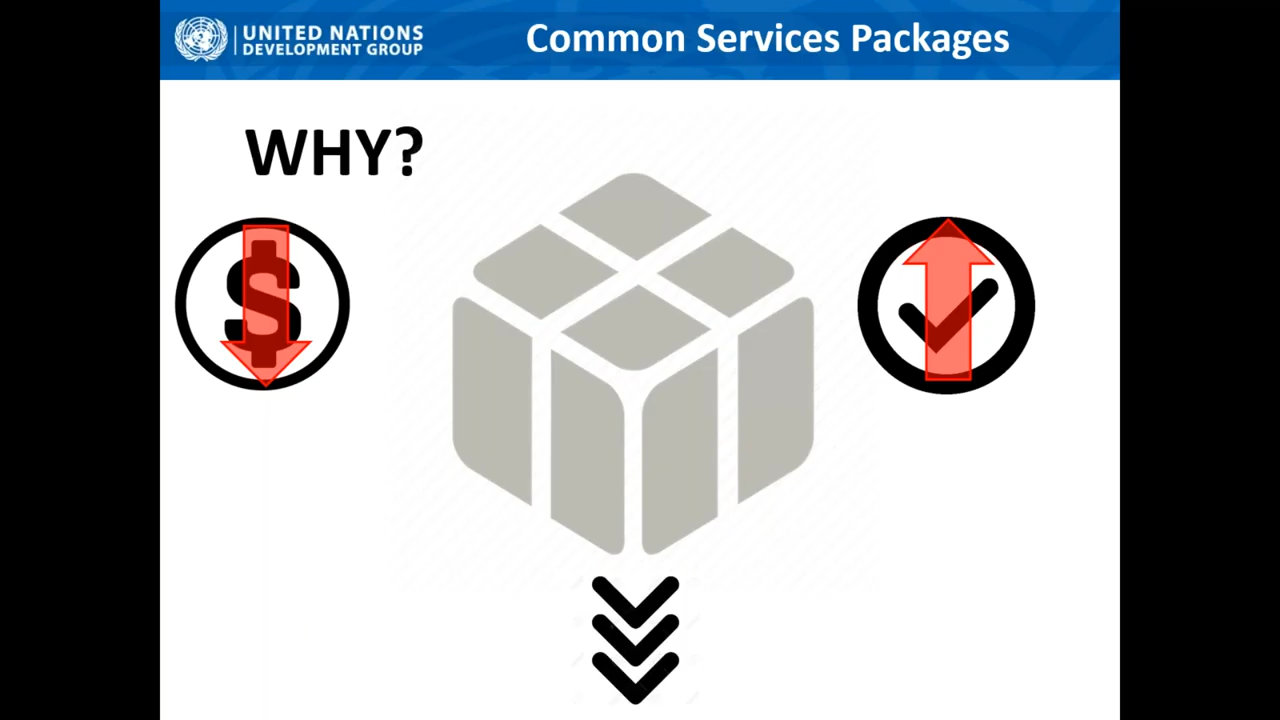 UNITED NATIONS
DEVELOPMENT GROUP
Common Services Packages
WHY?
$